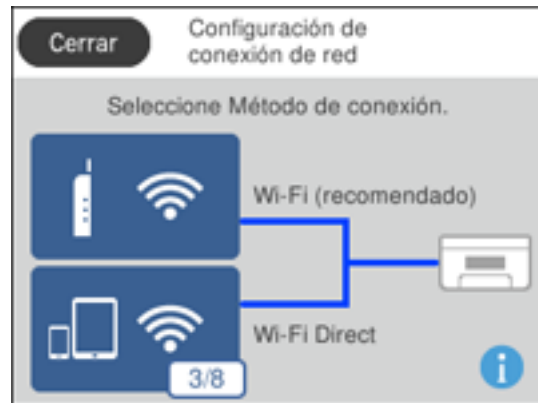 Cerrar
Configuración de
conexión de red
Seleccione Método de conexión.
Wi-Fi (recomendado)
Wi-Fi Direct
3/8
i